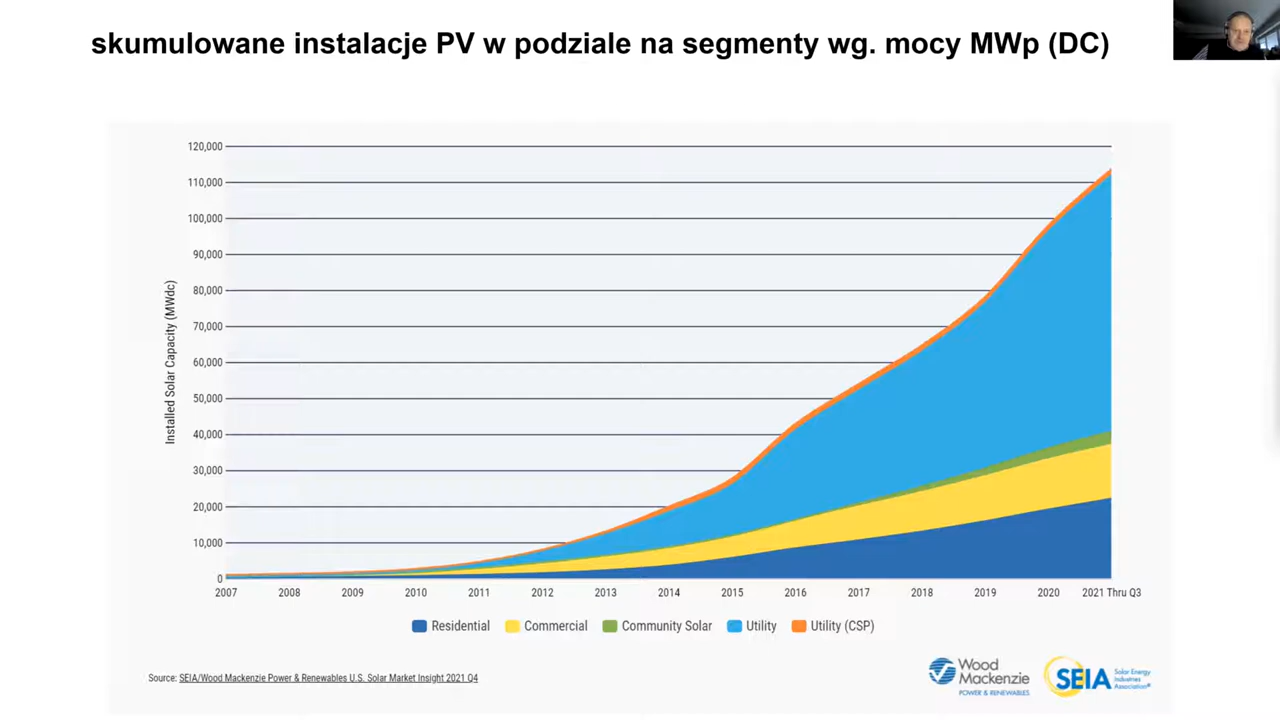 skumulowane instalacje PV w podziale na segmenty wg. mocy MWp (DC)
120,000
110,000
100,000
90,000
80,000
70,000
60,000
50,000
40,000
30,000
20,000
10,000
0
Installed Solar Capacity (MWdc)
2007 2008 2009 2010 2011 2012 2013 2014 2015 2016 2017 2018 2019 2020 2021 Thru Q3
Residential Commercial Community Solar Utility Utility (CSP)
Source: SEIA/Wood Mackenzie Power & Renewables U.S. Solar Market Insight 2021 Q4
Wood
Mackenzie
POWER & RENEWABLES
SEIA
Solar Energy
Industries
Association®